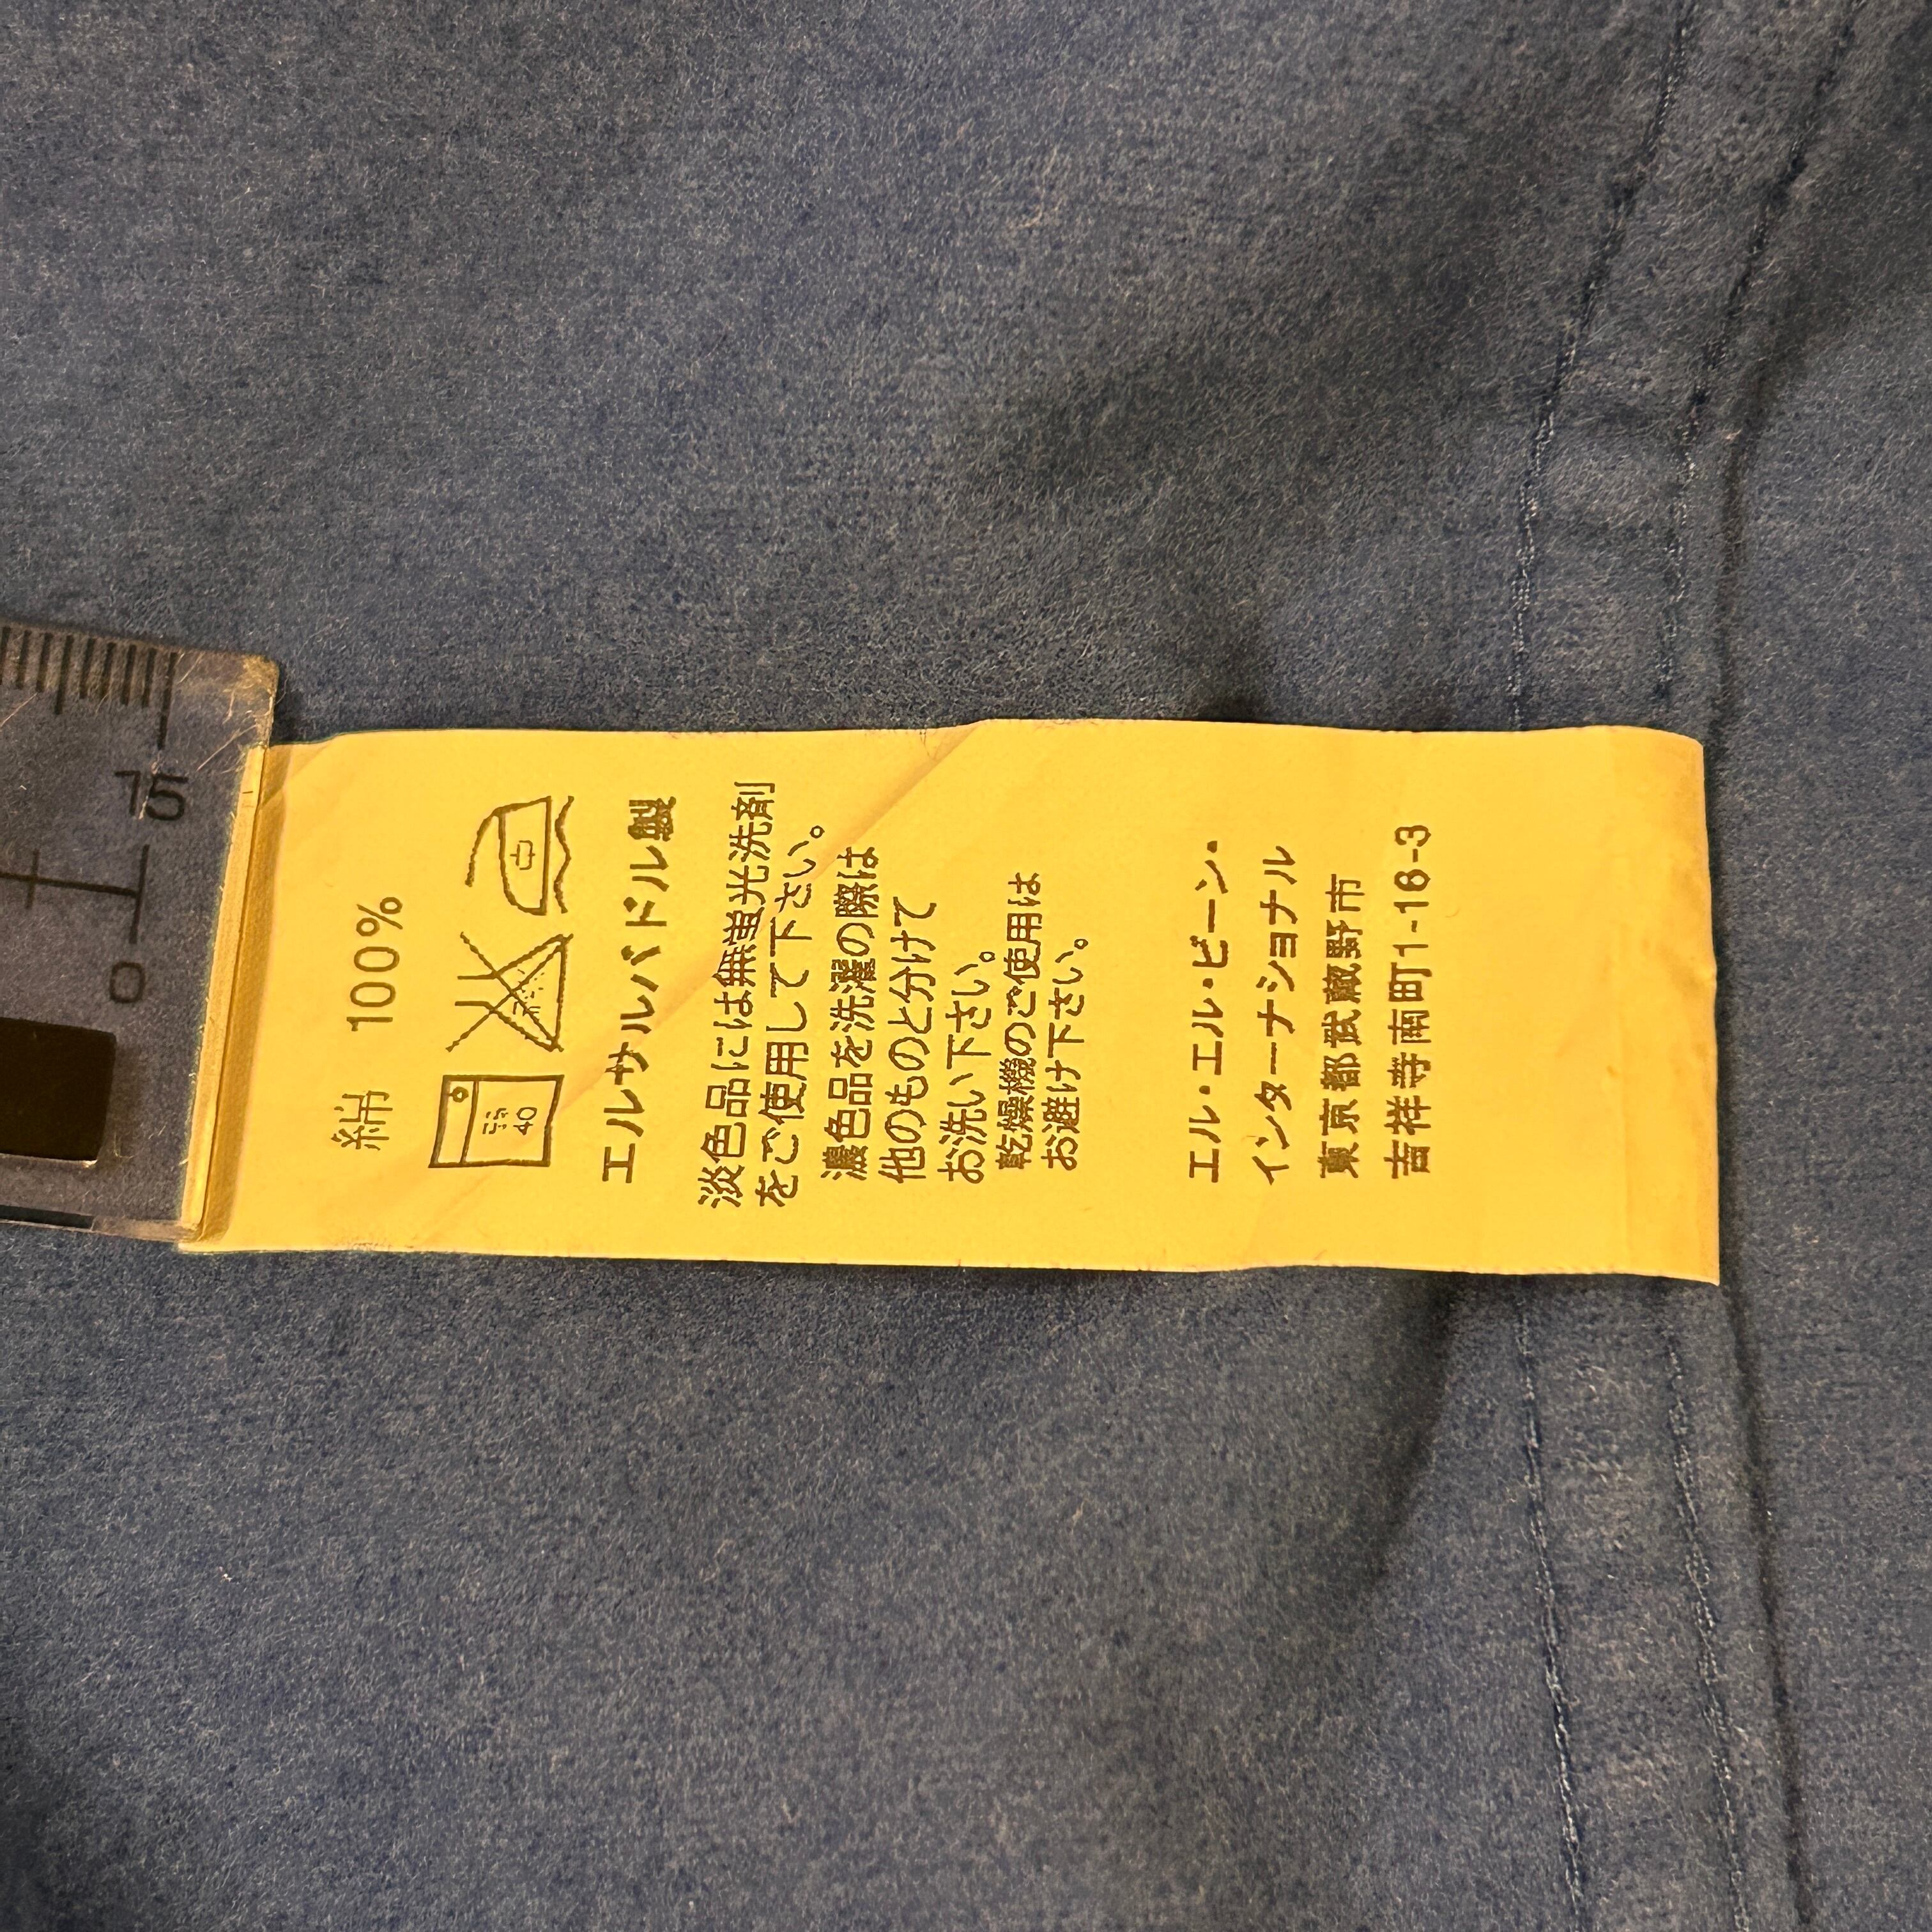 綿 100%
40
中
エルサルバドル製
淡色品には無蛍光洗剤
をご使用して下さい。
濃色品を洗濯の際は
他のものと分けて
お洗い下さい。
乾燥機のご使用は
お避け下さい。
エル・エル・ビーン・
インターナショナル
東京都武蔵野市
吉祥寺南町1-16-3
15
0